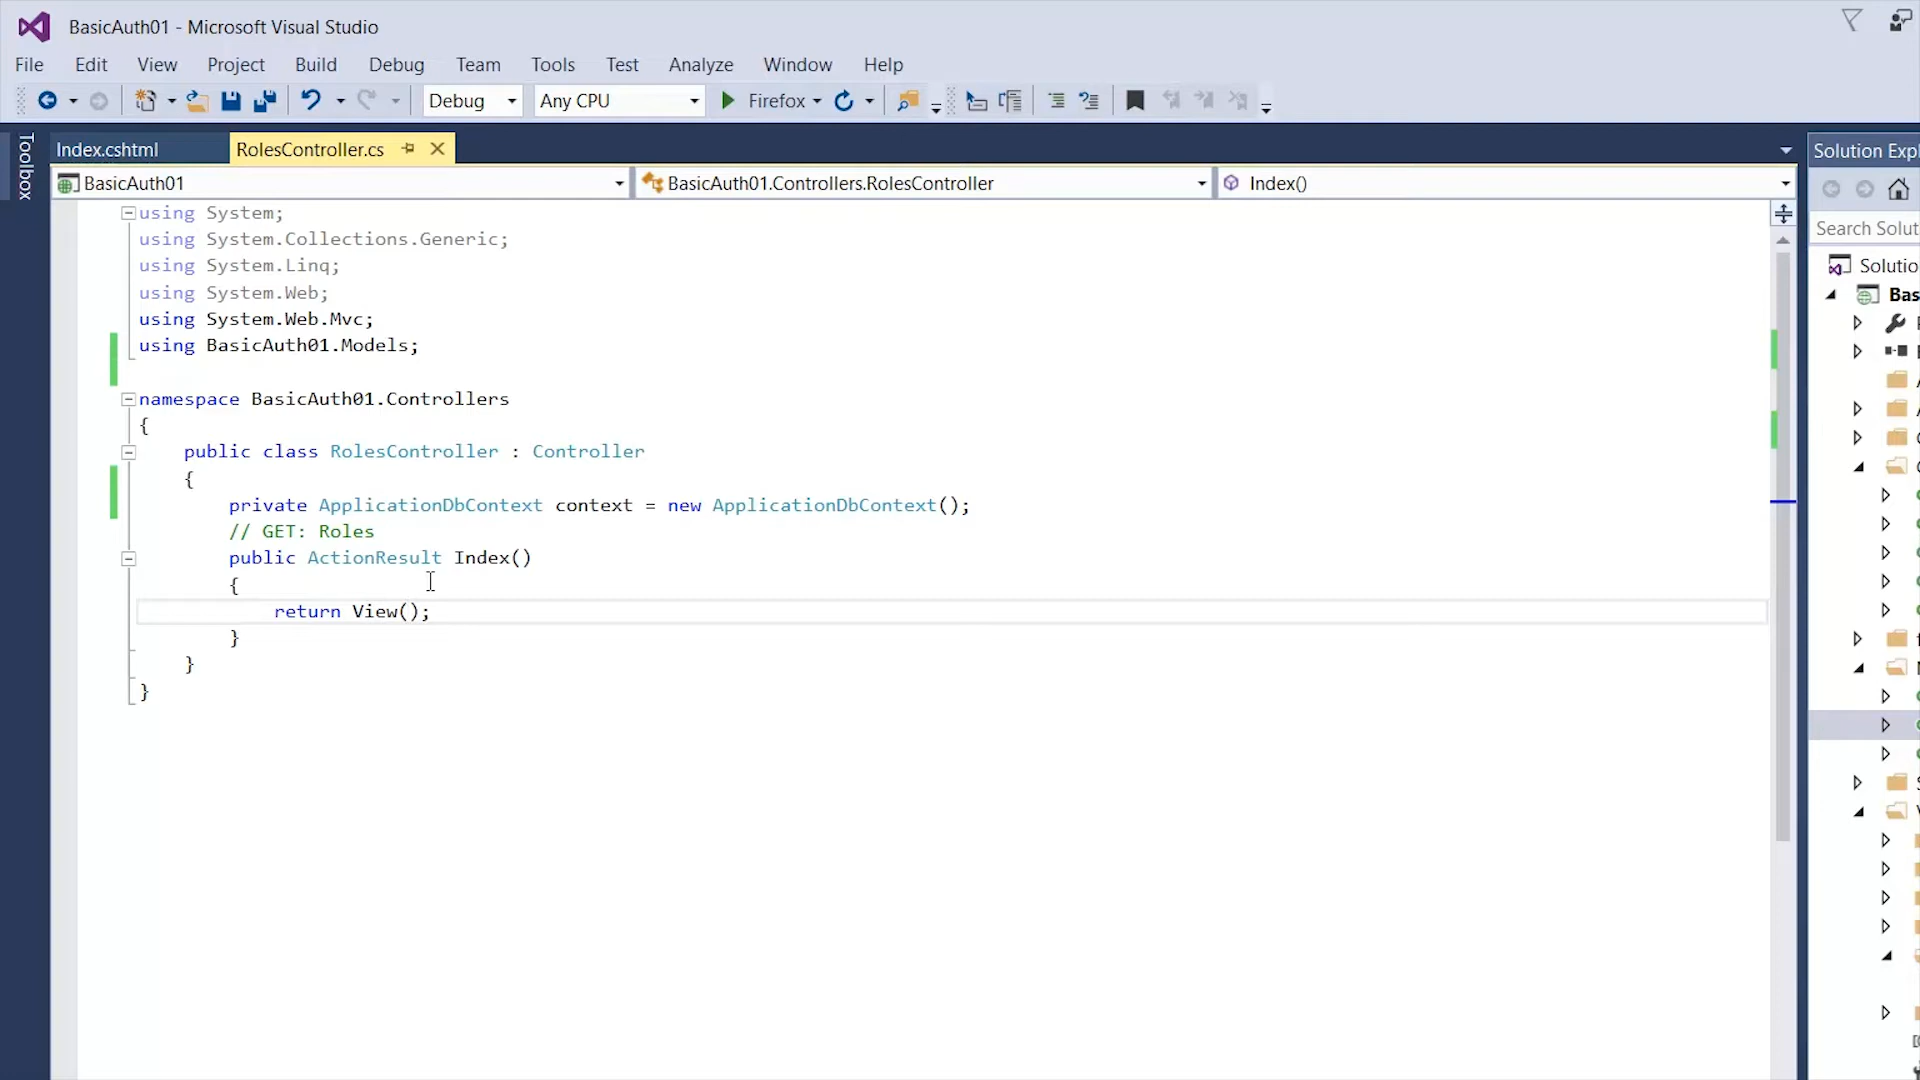 BasicAuth01 - Microsoft Visual Studio
File Edit View Project Build Debug Team Tools Test Analyze Window Help
Debug Any CPU Firefox
Toolbox
Index.cshtml RolesController.cs
Solution Expl
BasicAuth01 BasicAuth01.Controllers.RolesController Index()
Search Solut
Solutio
Bas
using System;
using System.Collections.Generic;
using System.Linq;
using System.Web;
using System.Web.Mvc;
using BasicAuth01.Models;
namespace BasicAuth01.Controllers
{
public class RolesController : Controller
{
private ApplicationDbContext context = new ApplicationDbContext();
// GET: Roles
public ActionResult Index()
{
return View();
}
}
}